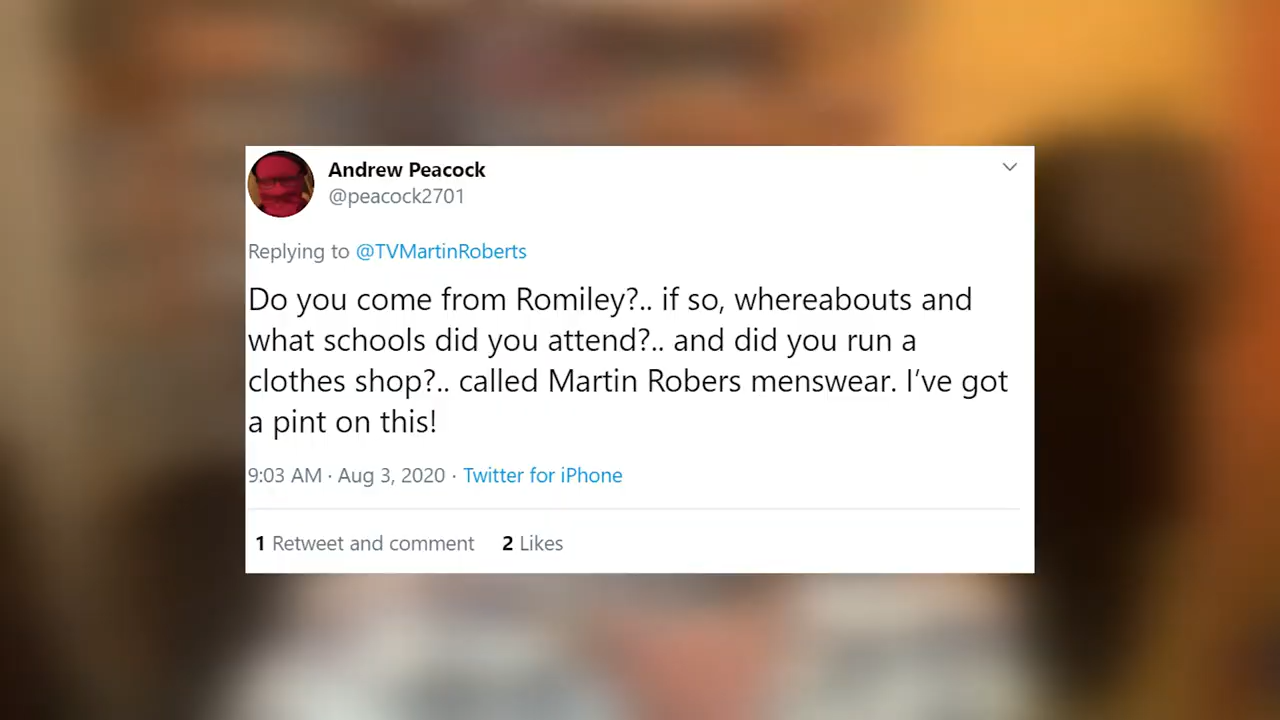 Andrew Peacock
@peacock2701
Replying to @TVMartinRoberts
Do you come from Romiley?.. if so, whereabouts and
what schools did you attend?.. and did you run a
clothes shop?.. called Martin Robers menswear. I’ve got
a pint on this!
9:03 AM · Aug 3, 2020 · Twitter for iPhone
1 Retweet and comment 2 Likes